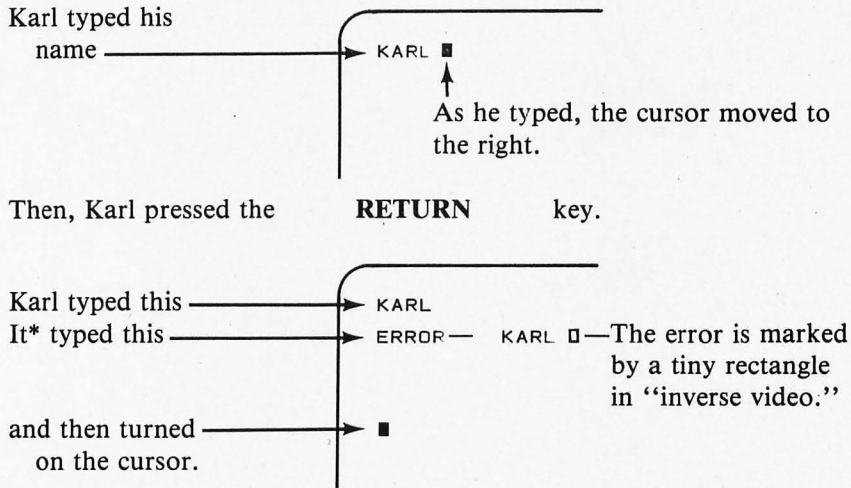 Karl typed his
name KARL
As he typed, the cursor moved to
the right.
Then, Karl pressed the RETURN key.
Karl typed this KARL
It* typed this ERROR— KARL —The error is marked
by a tiny rectangle
in “inverse video.”
and then turned
on the cursor.